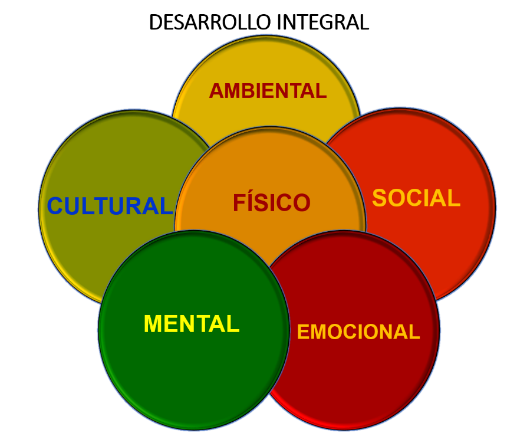 DESARROLLO INTEGRAL
AMBIENTAL
CULTURAL
FÍSICO
SOCIAL
MENTAL
EMOCIONAL